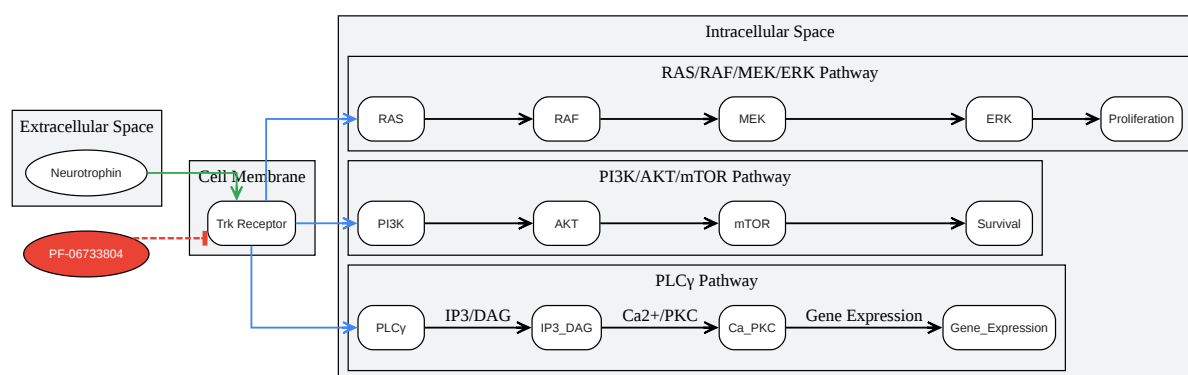 Intracellular Space
RAS/RAF/MEK/ERK Pathway
RAS
RAF
MEK
ERK
Proliferation
Extracellular Space
Neurotrophin
Cell Membrane
Trk Receptor
PF-06733804
PI3K/AKT/mTOR Pathway
PI3K
AKT
mTOR
Survival
PLCγ Pathway
PLCγ
IP3/DAG
IP3_DAG
Ca2+/PKC
Ca_PKC
Gene Expression
Gene_Expression